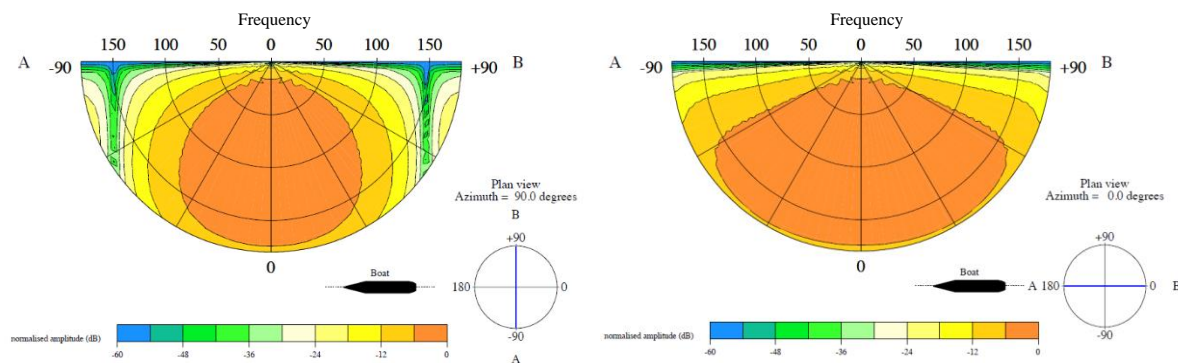 Frequency
150 100 50 0 50 100 150
A -90 +90 B
0
Plan view
Azimuth = 90.0 degrees
B
+90
Boat
180 0
-90
A
normalised amplitude (dB)
-60 -48 -36 -24 -12 0
Frequency
150 100 50 0 50 100 150
A -90 +90 B
0
Plan view
Azimuth = 0.0 degrees
+90
Boat
A 180 0 B
-90
normalised amplitude (dB)
-60 -48 -36 -24 -12 0